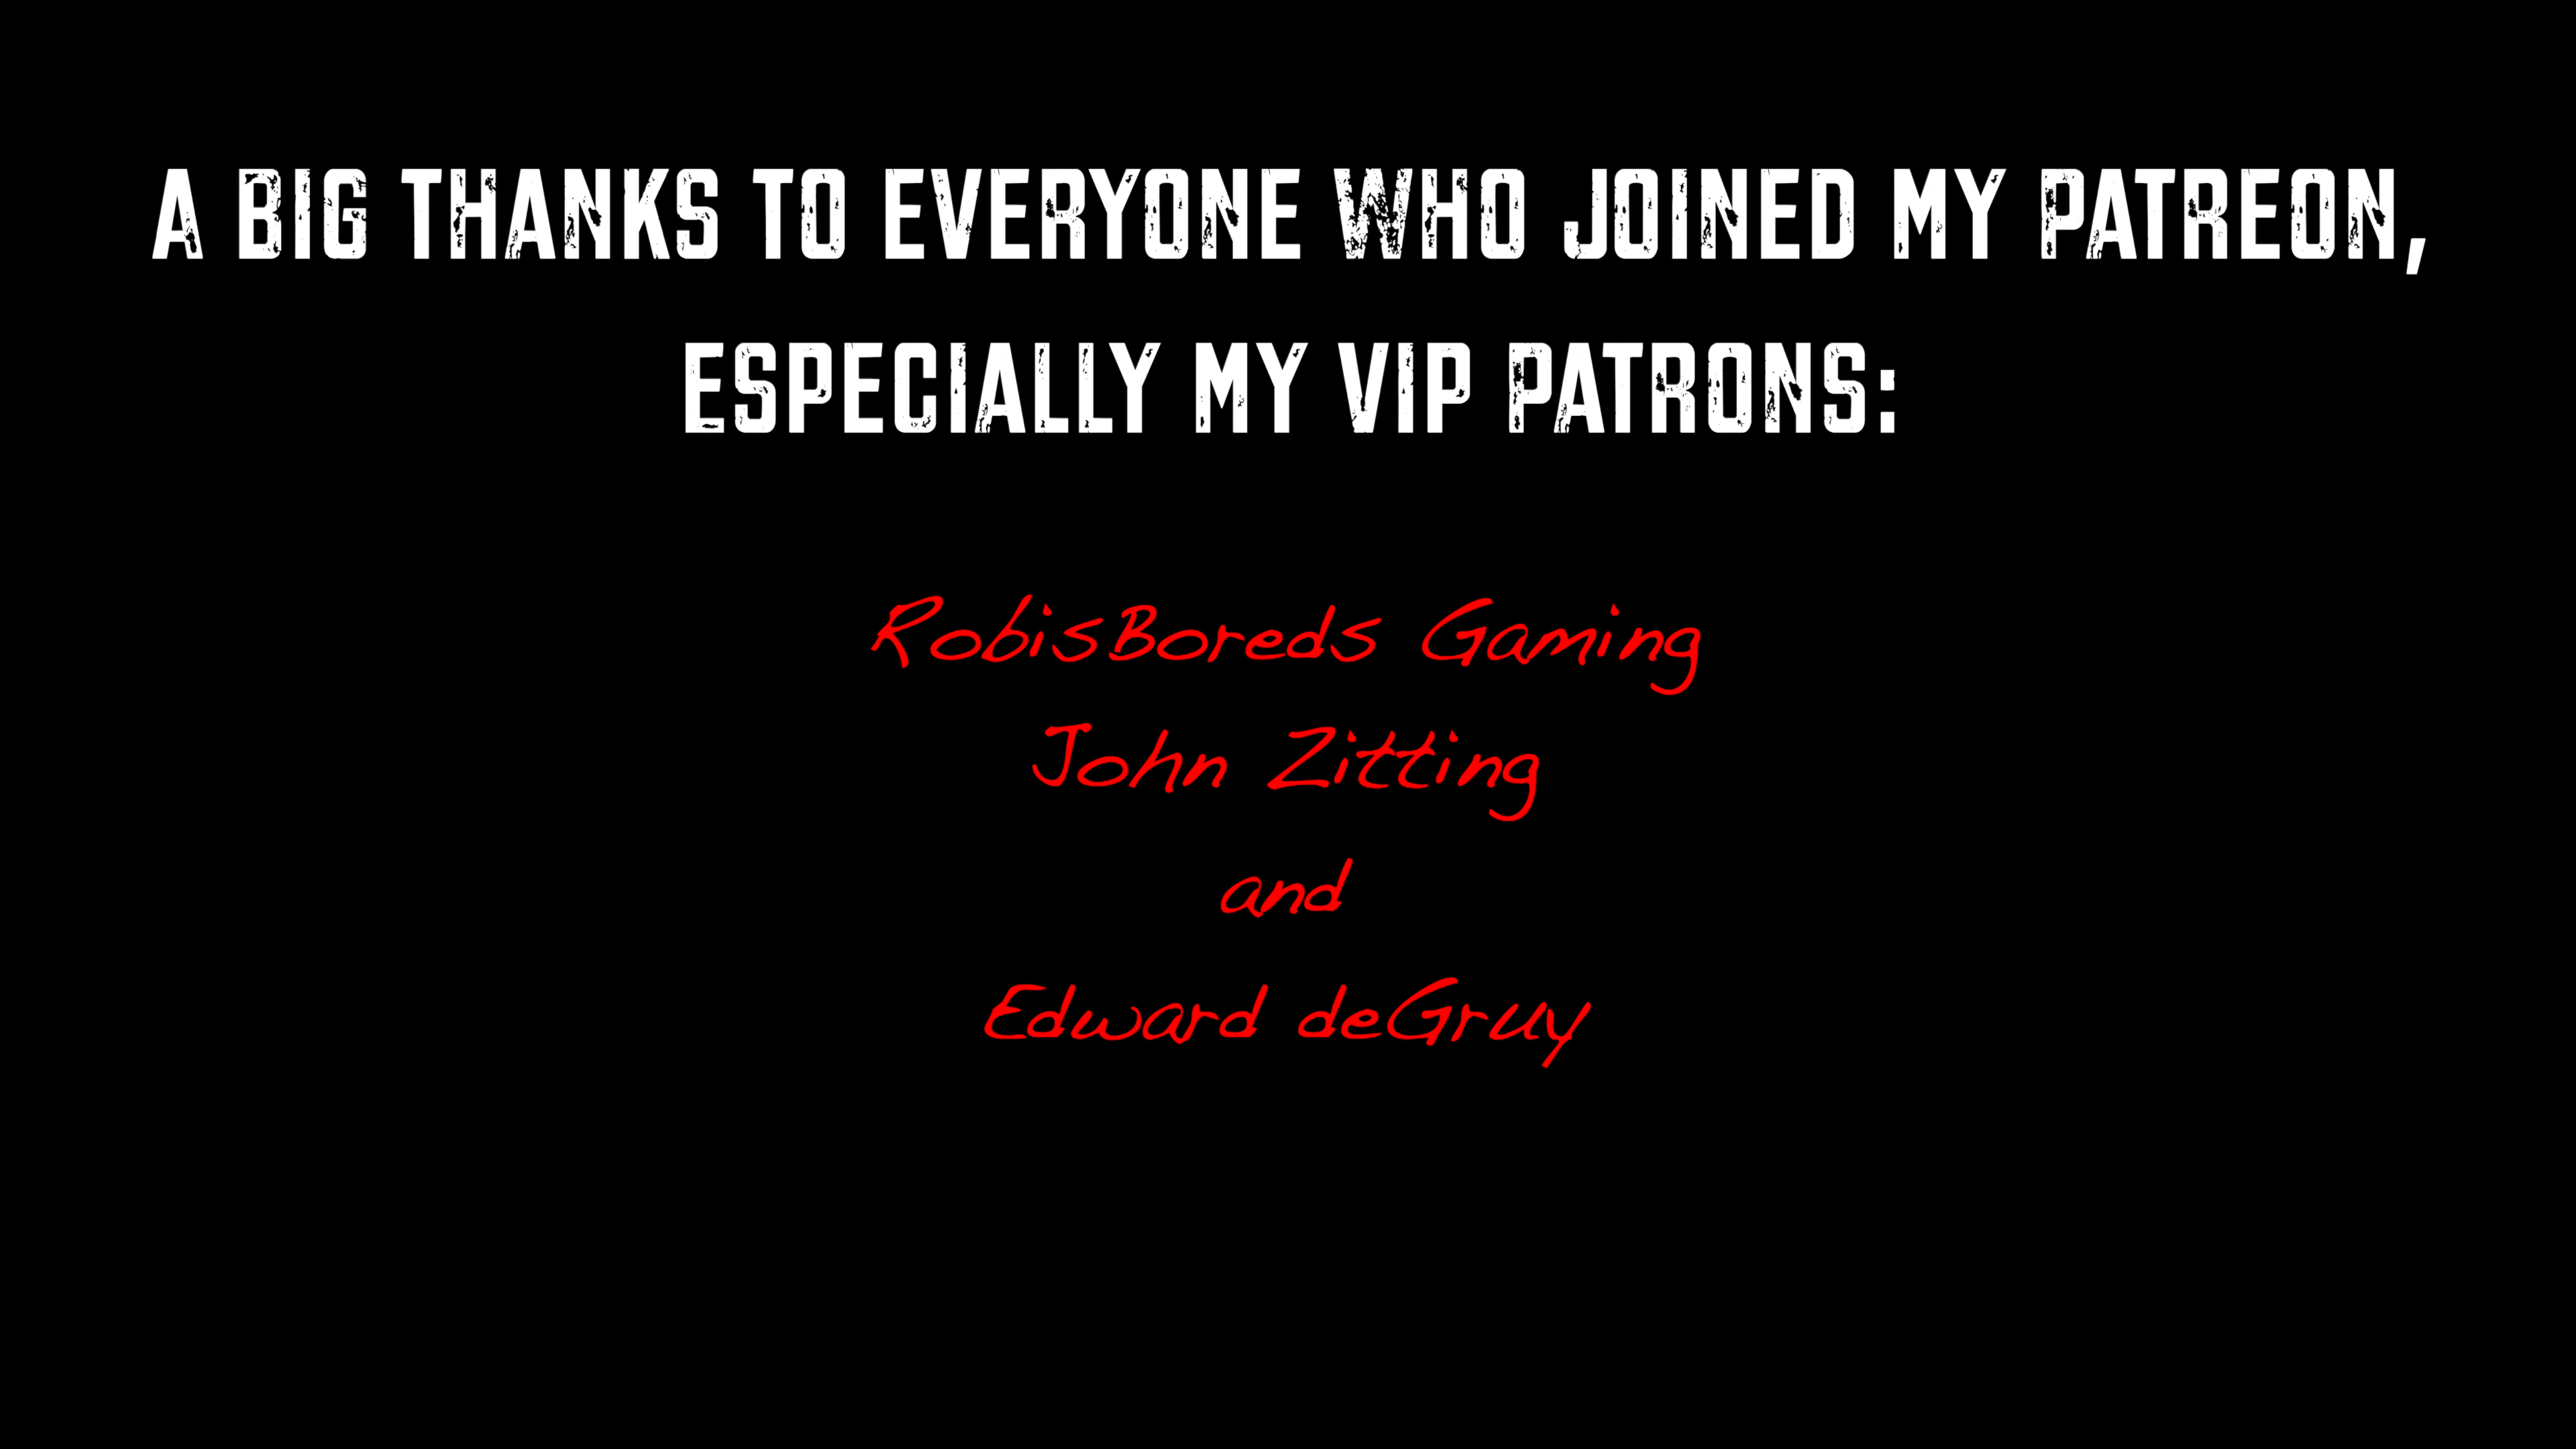 A BIG THANKS TO EVERYONE WHO JOINED MY PATREON,
ESPECIALLY MY VIP PATRONS:
RobisBoreds Gaming
John Zitting
and
Edward deGruy